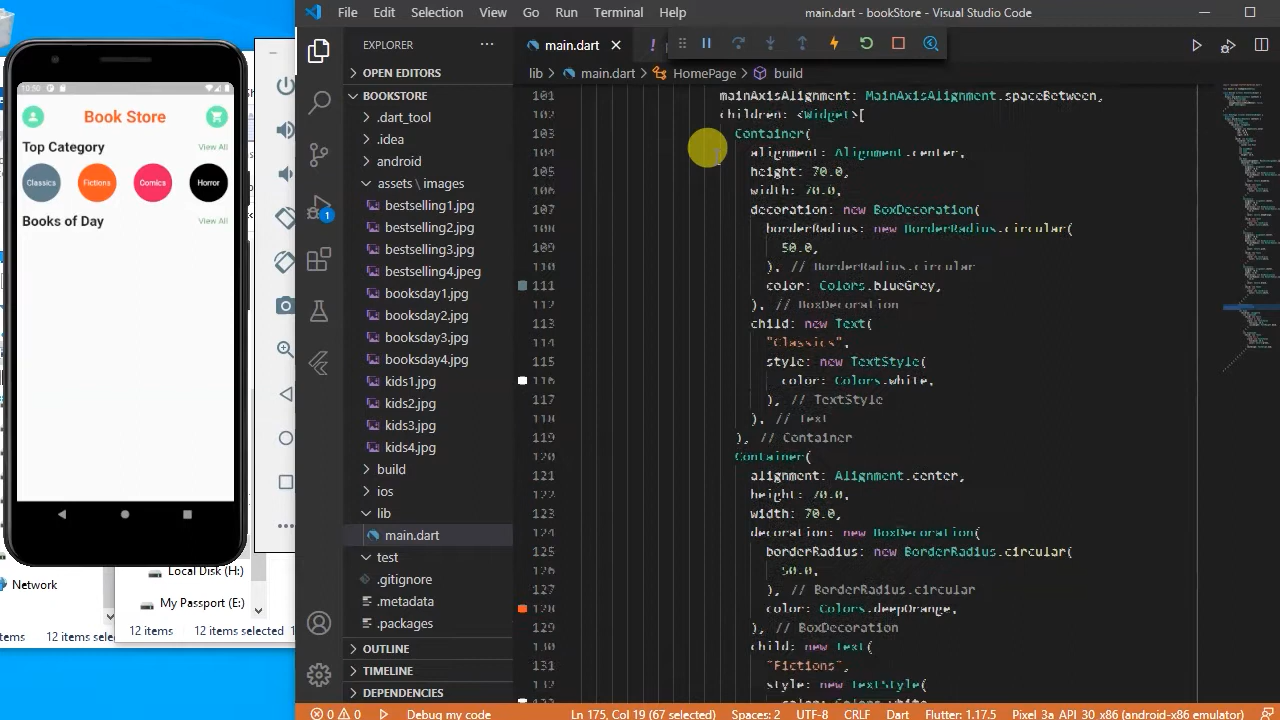 10:50
Book Store
Top Category
View All
Classics
Fictions
Comics
Horror
Books of Day
View All
Network
Local Disk (H:)
My Passport (E:)
12 items
12 items selected
File Edit Selection View Go Run Terminal Help
main.dart - bookStore - Visual Studio Code
EXPLORER
OPEN EDITORS
BOOKSTORE
.dart_tool
.idea
android
assets \ images
bestselling1.jpg
bestselling2.jpg
bestselling3.jpg
bestselling4.jpeg
booksday1.jpg
booksday2.jpg
booksday3.jpg
booksday4.jpg
kids1.jpg
kids2.jpg
kids3.jpg
kids4.jpg
build
ios
lib
main.dart
test
.gitignore
.metadata
.packages
OUTLINE
TIMELINE
DEPENDENCIES
1
main.dart
lib > main.dart > HomePage > build
101 mainAxisAlignment: MainAxisAlignment.spaceBetween,
102 children: <Widget>[
103 Container(
104 alignment: Alignment.center,
105 height: 70.0,
106 width: 70.0,
107 decoration: new BoxDecoration(
108 borderRadius: new BorderRadius.circular(
109 50.0,
110 ), // BorderRadius.circular
111 color: Colors.blueGrey,
112 ), // BoxDecoration
113 child: new Text(
114 "Classics",
115 style: new TextStyle(
116 color: Colors.white,
117 ), // TextStyle
118 ), // Text
119 ), // Container
120 Container(
121 alignment: Alignment.center,
122 height: 70.0,
123 width: 70.0,
124 decoration: new BoxDecoration(
125 borderRadius: new BorderRadius.circular(
126 50.0,
127 ), // BorderRadius.circular
128 color: Colors.deepOrange,
129 ), // BoxDecoration
130 child: new Text(
131 "Fictions",
132 style: new TextStyle(
0 0 Debug my code
Ln 175, Col 19 (67 selected) Spaces: 2 UTF-8 CRLF Dart Flutter: 1.17.5 Pixel 3a API 30 x86 (android-x86 emulator)